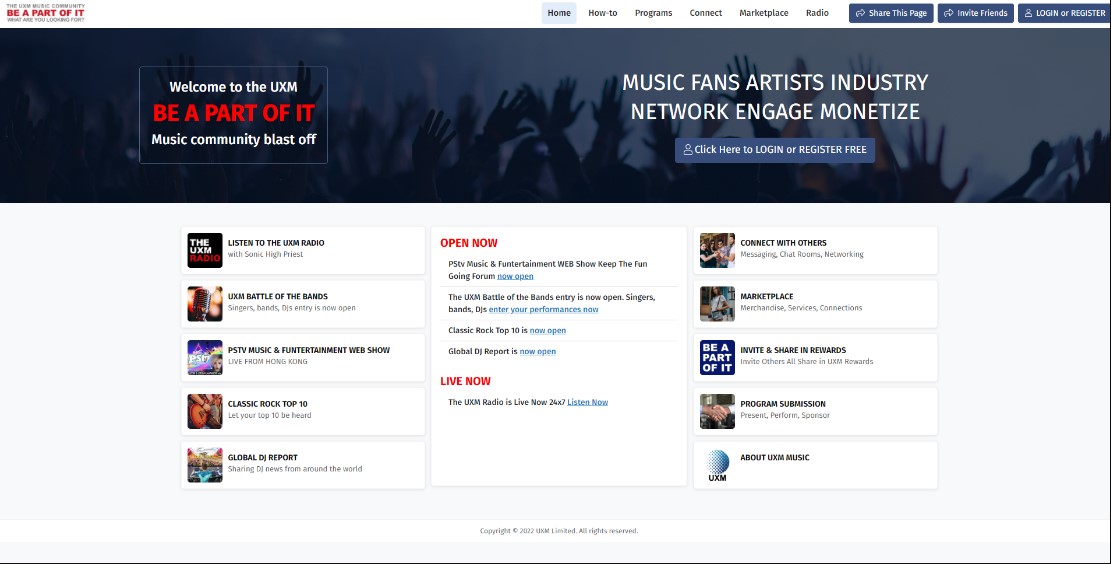 THE UXM MUSIC COMMUNITY
BE A PART OF IT
WHAT ARE YOU LOOKING FOR?
Home How-to Programs Connect Marketplace Radio Share This Page Invite Friends LOGIN or REGISTER
Welcome to the UXM
BE A PART OF IT
Music community blast off
MUSIC FANS ARTISTS INDUSTRY
NETWORK ENGAGE MONETIZE
Click Here to LOGIN or REGISTER FREE
THE
UXM
RADIO
LISTEN TO THE UXM RADIO
with Sonic High Priest
UXM BATTLE OF THE BANDS
Singers, bands, DJs entry is now open
PStv
PSTV MUSIC & FUNTERTAINMENT WEB SHOW
LIVE FROM HONG KONG
CLASSIC ROCK TOP 10
Let your top 10 be heard
GLOBAL DJ REPORT
Sharing DJ news from around the world
OPEN NOW
PStv Music & Funtertainment WEB Show Keep The Fun
Going Forum now open
The UXM Battle of the Bands entry is now open. Singers,
bands, DJs enter your performances now
Classic Rock Top 10 is now open
Global DJ Report is now open
LIVE NOW
The UXM Radio is Live Now 24x7 Listen Now
CONNECT WITH OTHERS
Messaging, Chat Rooms, Networking
MARKETPLACE
Merchandise, Services, Connections
BE A
PART
OF IT
INVITE & SHARE IN REWARDS
Invite Others All Share in UXM Rewards
PROGRAM SUBMISSION
Present, Perform, Sponsor
UXM
ABOUT UXM MUSIC
Copyright © 2022 UXM Limited. All rights reserved.